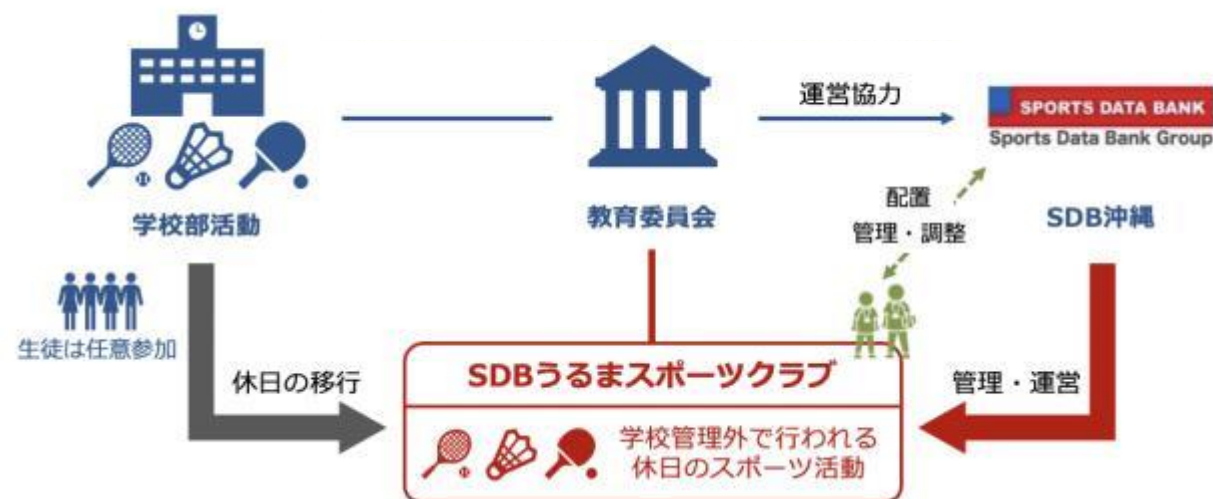 運営協力
SPORTS DATA BANK
Sports Data Bank Group
学校部活動
教育委員会
配置
管理・調整
SDB沖縄
生徒は任意参加
休日の移行
SDBうるまスポーツクラブ
管理・運営
学校管理外で行われる
休日のスポーツ活動